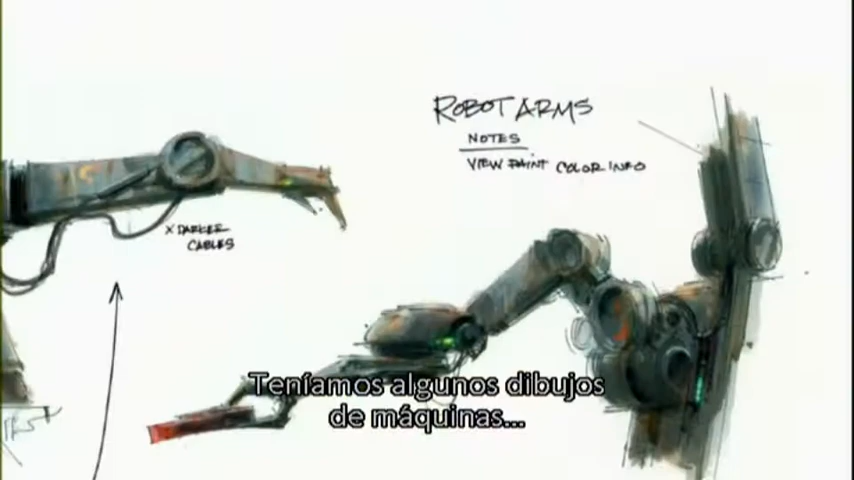 ROBOT ARMS
NOTES
VIEW PAINT COLOR INFO
X DARKER
CABLES
Teníamos algunos dibujos
de máquinas...